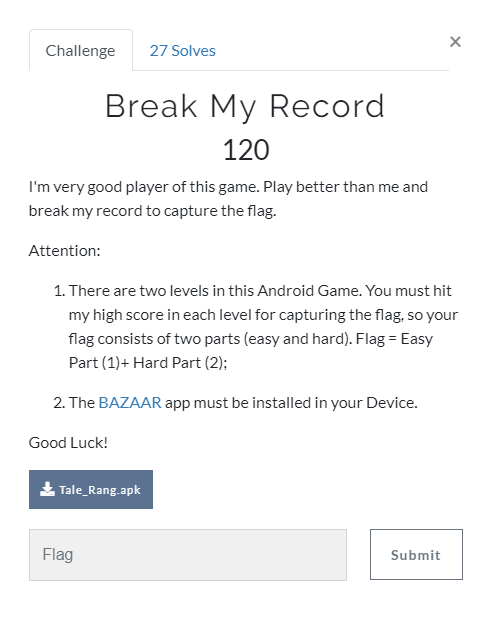 Challenge
27 Solves
×
Break My Record
120
I'm very good player of this game. Play better than me and
break my record to capture the flag.
Attention:
1. There are two levels in this Android Game. You must hit
my high score in each level for capturing the flag, so your
flag consists of two parts (easy and hard). Flag = Easy
Part (1)+ Hard Part (2);
2. The BAZAAR app must be installed in your Device.
Good Luck!
Tale_Rang.apk
Flag
Submit